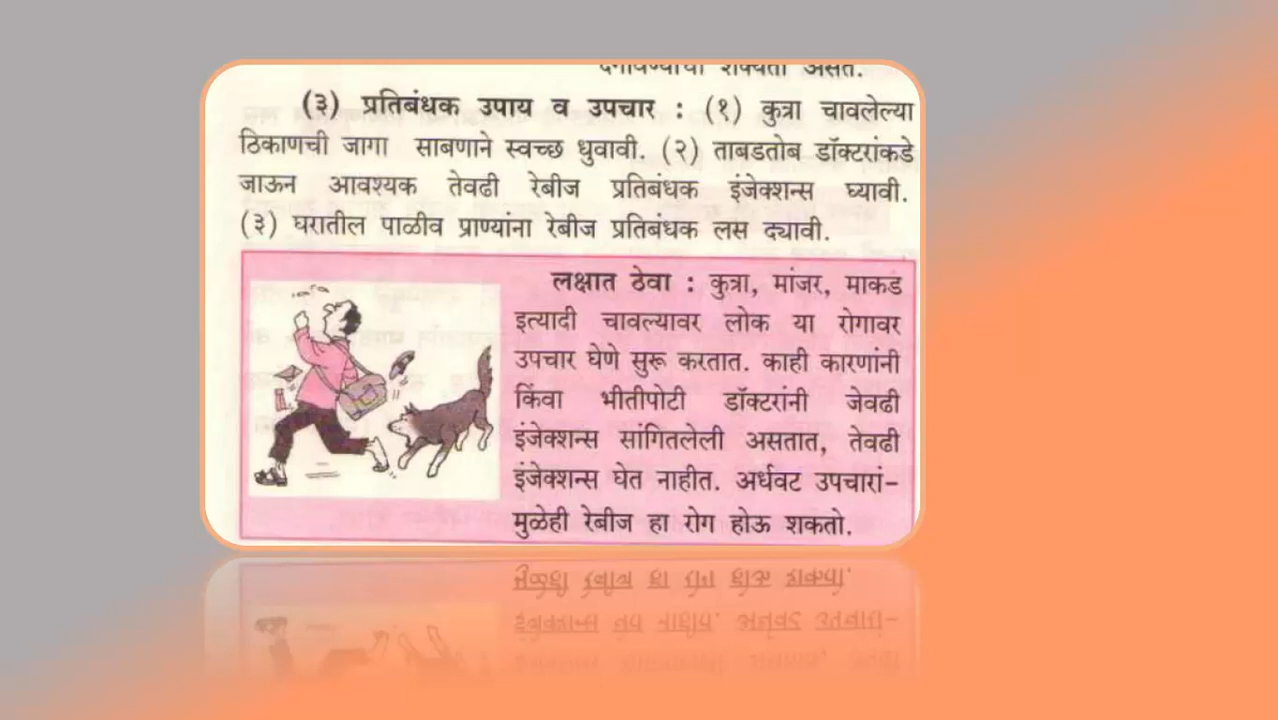 (३) प्रतिबंधक उपाय व उपचार : (१) कुत्रा चावलेल्या
ठिकाणची जागा साबणाने स्वच्छ धुवावी. (२) ताबडतोब डॉक्टरांकडे
जाऊन आवश्यक तेवढी रेबीज प्रतिबंधक इंजेक्शन्स घ्यावी.
(३) घरातील पाळीव प्राण्यांना रेबीज प्रतिबंधक लस द्यावी.
लक्षात ठेवा : कुत्रा, मांजर, माकड
इत्यादी चावल्यावर लोक या रोगावर
उपचार घेणे सुरू करतात. काही कारणांनी
किंवा भीतीपोटी डॉक्टरांनी जेवढी
इंजेक्शन्स सांगितलेली असतात, तेवढी
इंजेक्शन्स घेत नाहीत. अर्धवट उपचारां-
मुळेही रेबीज हा रोग होऊ शकतो.